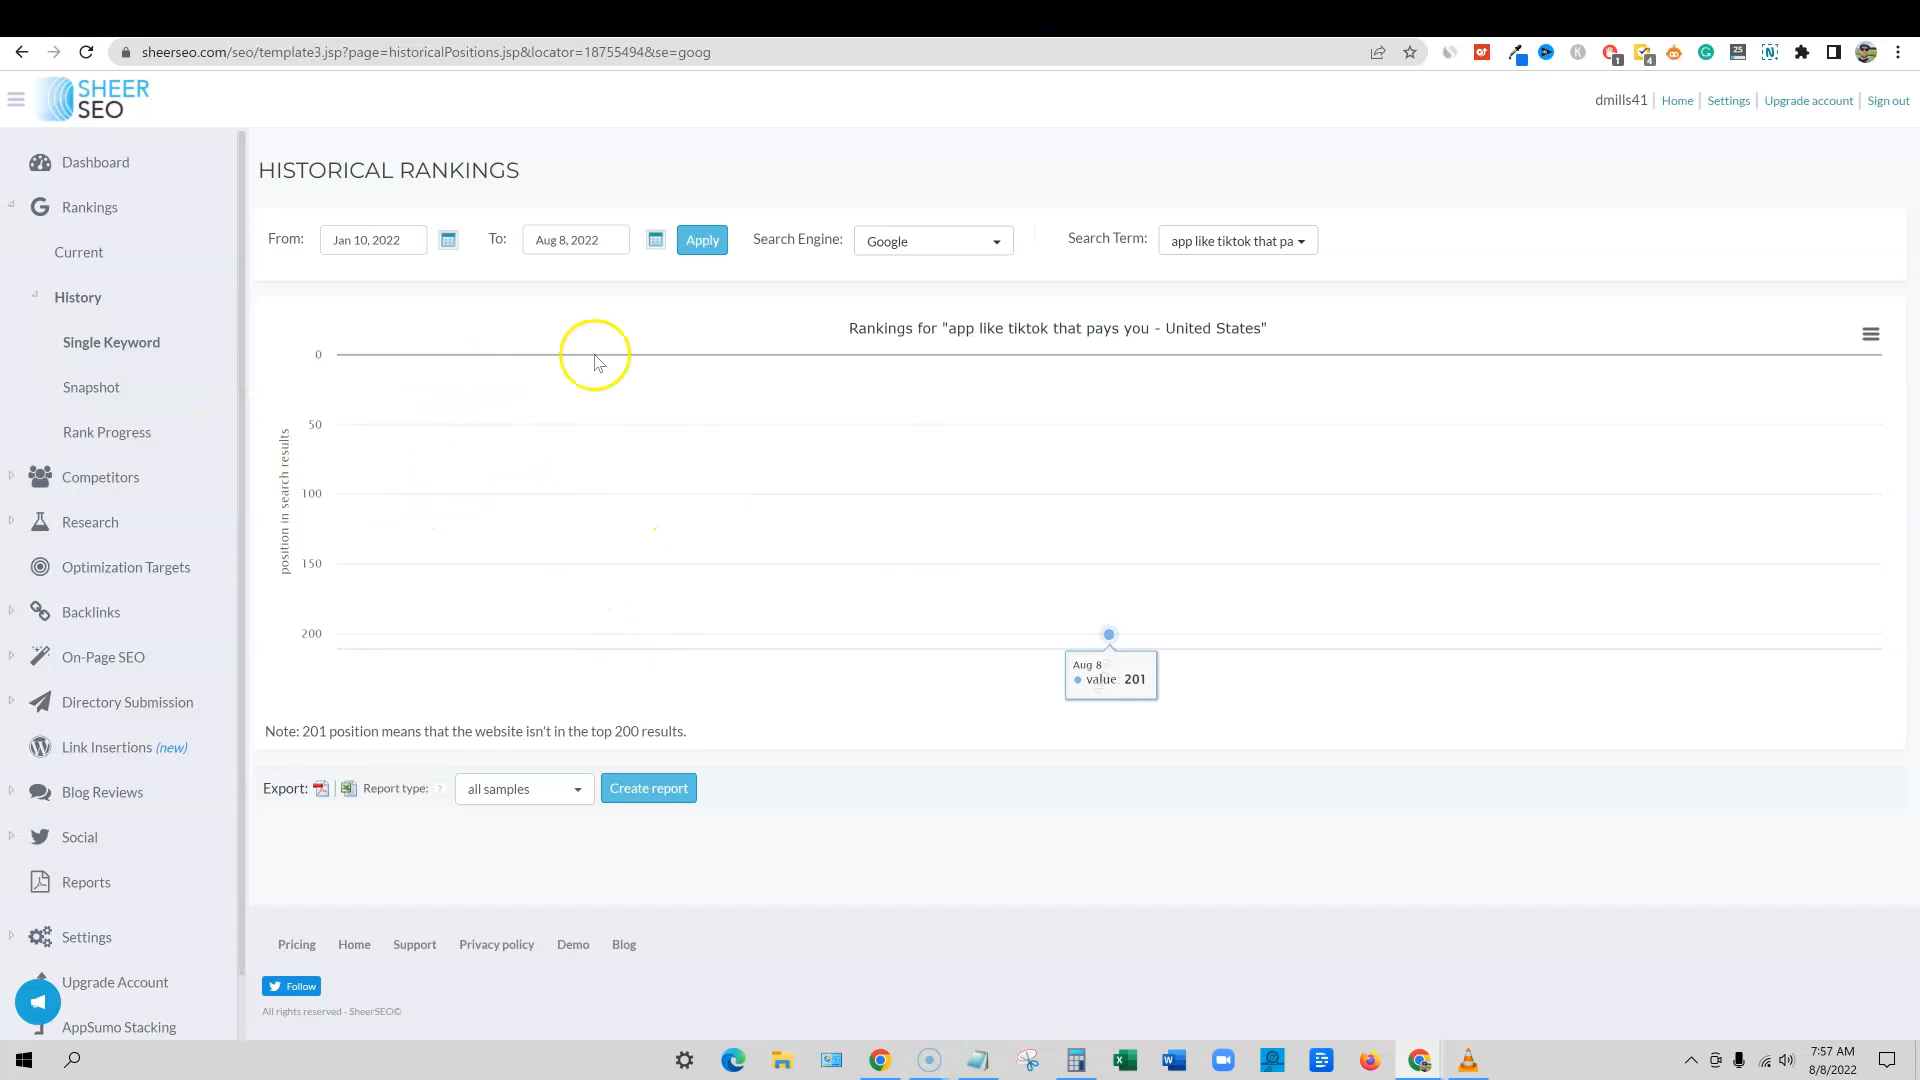 sheerseo.com/seo/template3.jsp?page=historicalPositions.jsp&locator=18755494&se=goog
1
4
25
SHEER
SEO
dmills41 | Home | Settings | Upgrade account | Sign out
Dashboard
Rankings
Current
History
Single Keyword
Snapshot
Rank Progress
Competitors
Research
Optimization Targets
Backlinks
On-Page SEO
Directory Submission
Link Insertions (new)
Blog Reviews
Social
Reports
Settings
Upgrade Account
AppSumo Stacking
HISTORICAL RANKINGS
From: Jan 10, 2022 To: Aug 8, 2022 Apply Search Engine: Google Search Term: app like tiktok that pa
Rankings for "app like tiktok that pays you - United States"
position in search results
0
50
100
150
200
Aug 8
value: 201
Note: 201 position means that the website isn't in the top 200 results.
Export: | Report type: ? all samples Create report
Pricing Home Support Privacy policy Demo Blog
Follow
All rights reserved - SheerSEO©
7:57 AM
8/8/2022